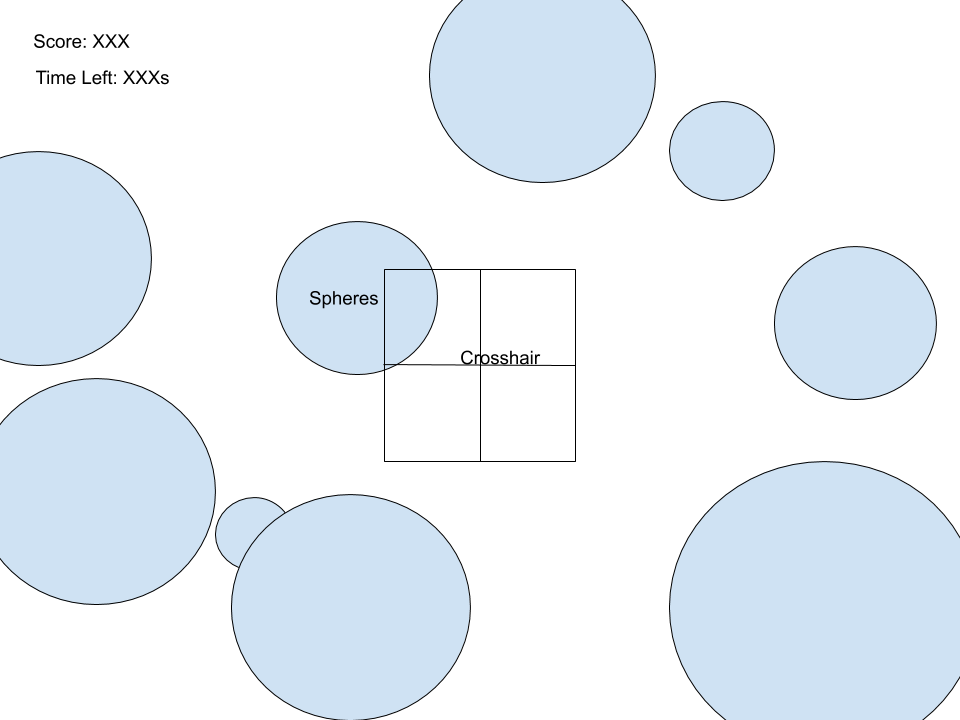 Score: XXX
Time Left: XXXs
Spheres
Crosshair